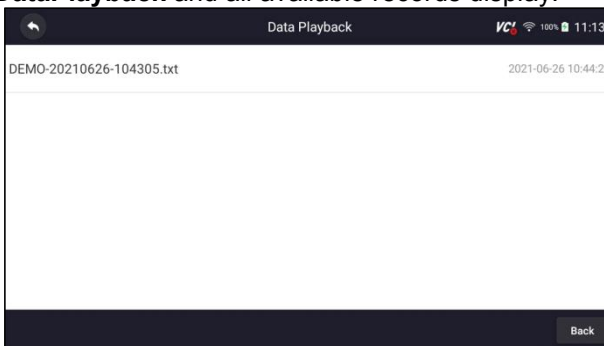 Data Playback and all available records display.
Data Playback VC! 100% 11:13
DEMO-20210626-104305.txt 2021-06-26 10:44:2
Back